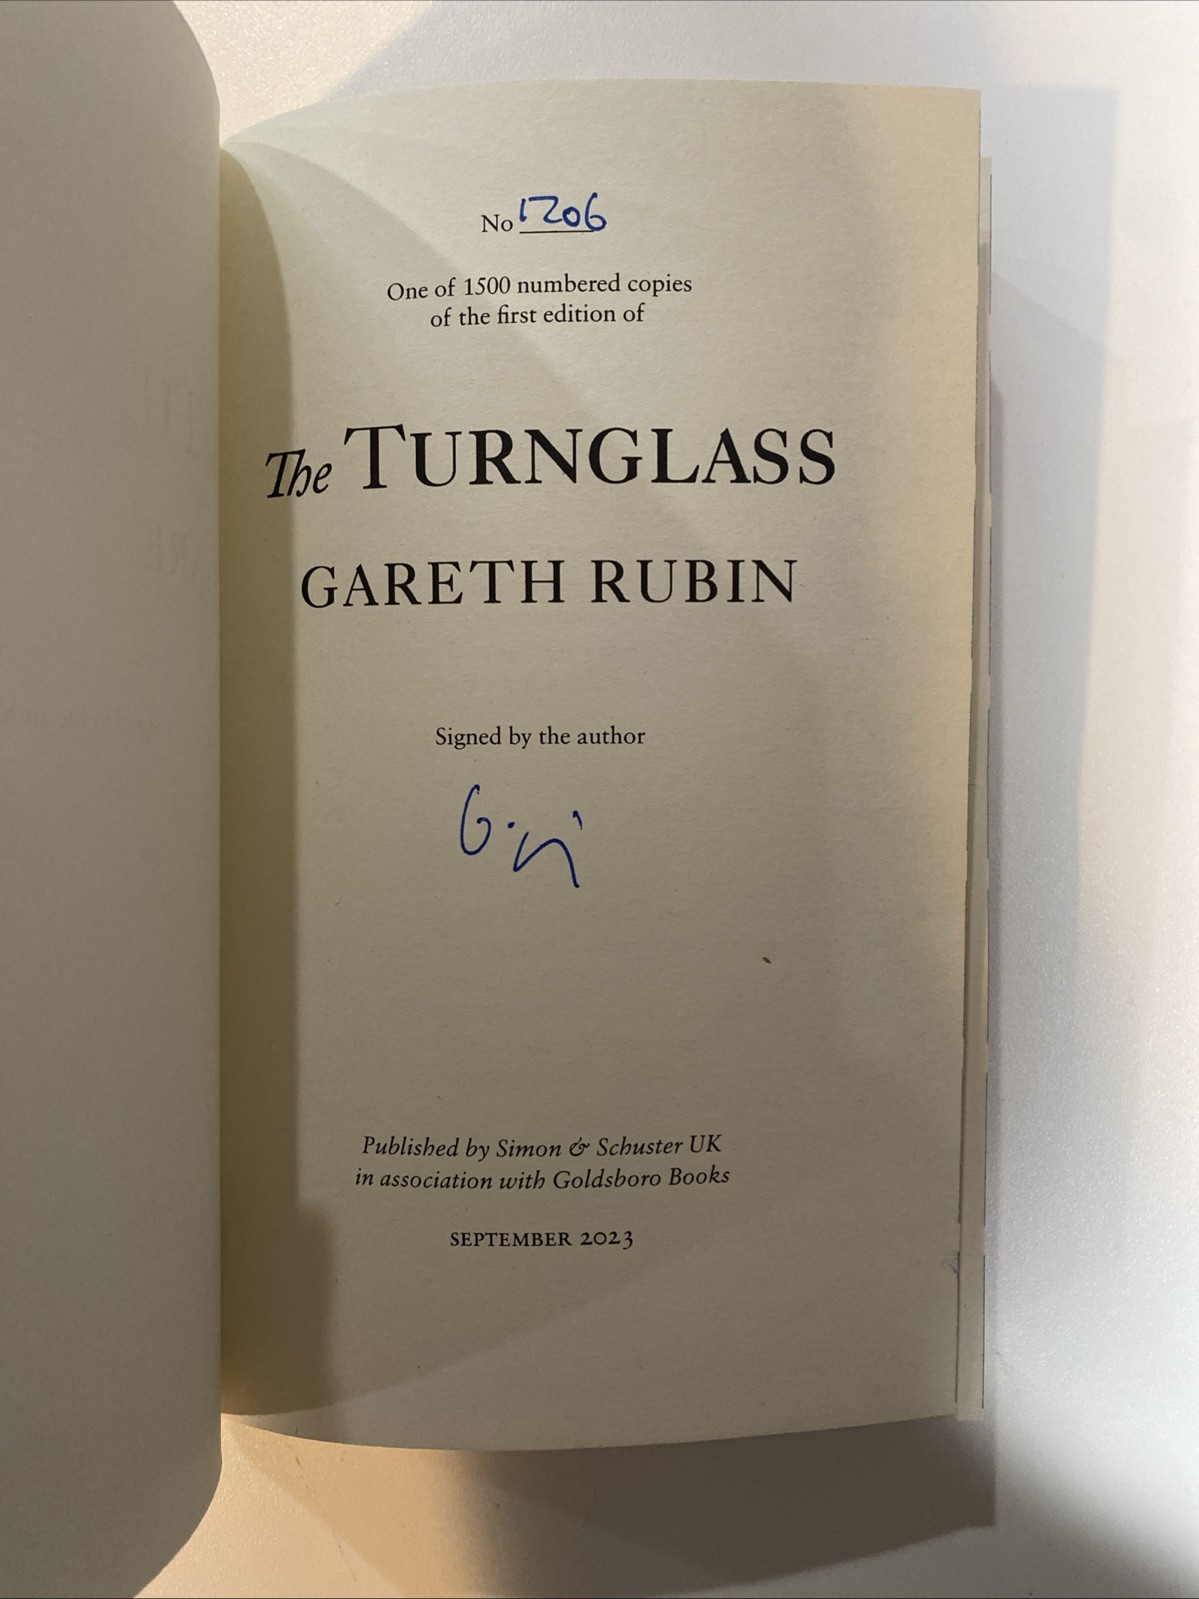 No 1206
One of 1500 numbered copies
of the first edition of
The TURNGLASS
GARETH RUBIN
Signed by the author
Published by Simon & Schuster UK
in association with Goldsboro Books
SEPTEMBER 2023